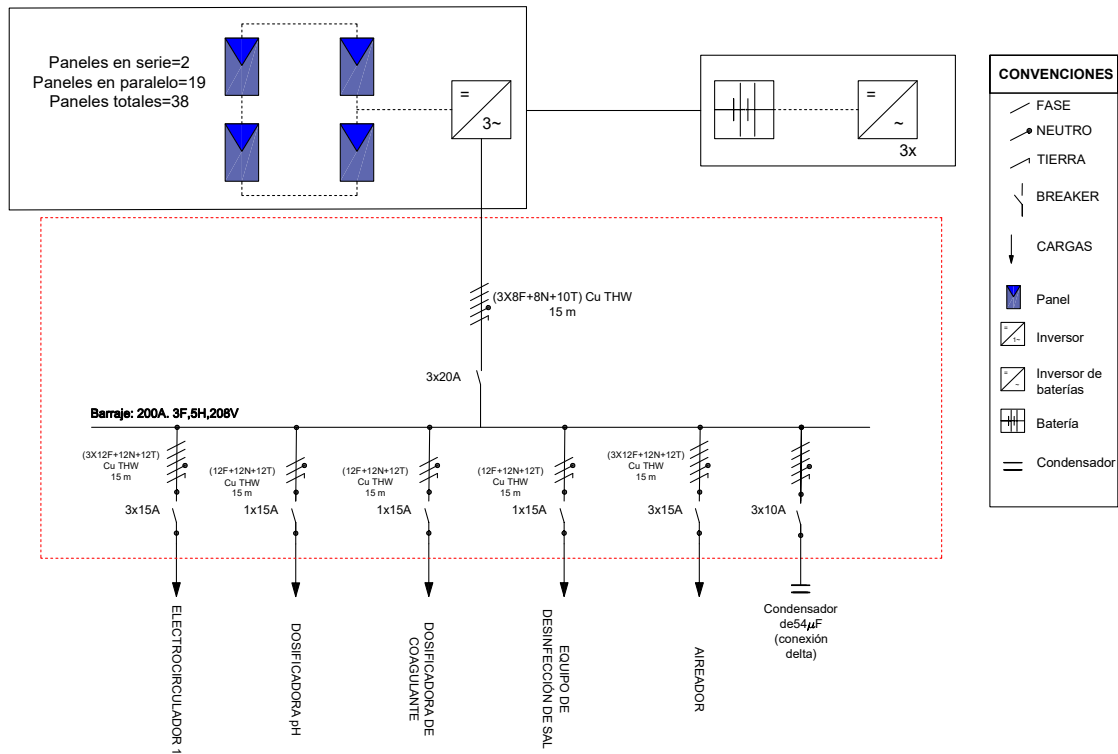 Paneles en serie=2
Paneles en paralelo=19
Paneles totales=38
=
3~
=
~
3x
CONVENCIONES
FASE
NEUTRO
TIERRA
BREAKER
CARGAS
Panel
=
1~
Inversor
=
~
Inversor de
baterías
Batería
Condensador
(3X8F+8N+10T) Cu THW
15 m
3x20A
Barraje: 200A. 3F,5H,208V
(3X12F+12N+12T)
Cu THW
15 m
3x15A
(12F+12N+12T)
Cu THW
15 m
1x15A
(12F+12N+12T)
Cu THW
15 m
1x15A
(12F+12N+12T)
Cu THW
15 m
1x15A
(3X12F+12N+12T)
Cu THW
15 m
3x15A
3x10A
ELECTROCIRCULADOR 1
DOSIFICADORA pH
DOSIFICADORA DE
COAGULANTE
EQUIPO DE
DESINFECCIÓN DE SAL
AIREADOR
Condensador
de54μF
(conexión
delta)